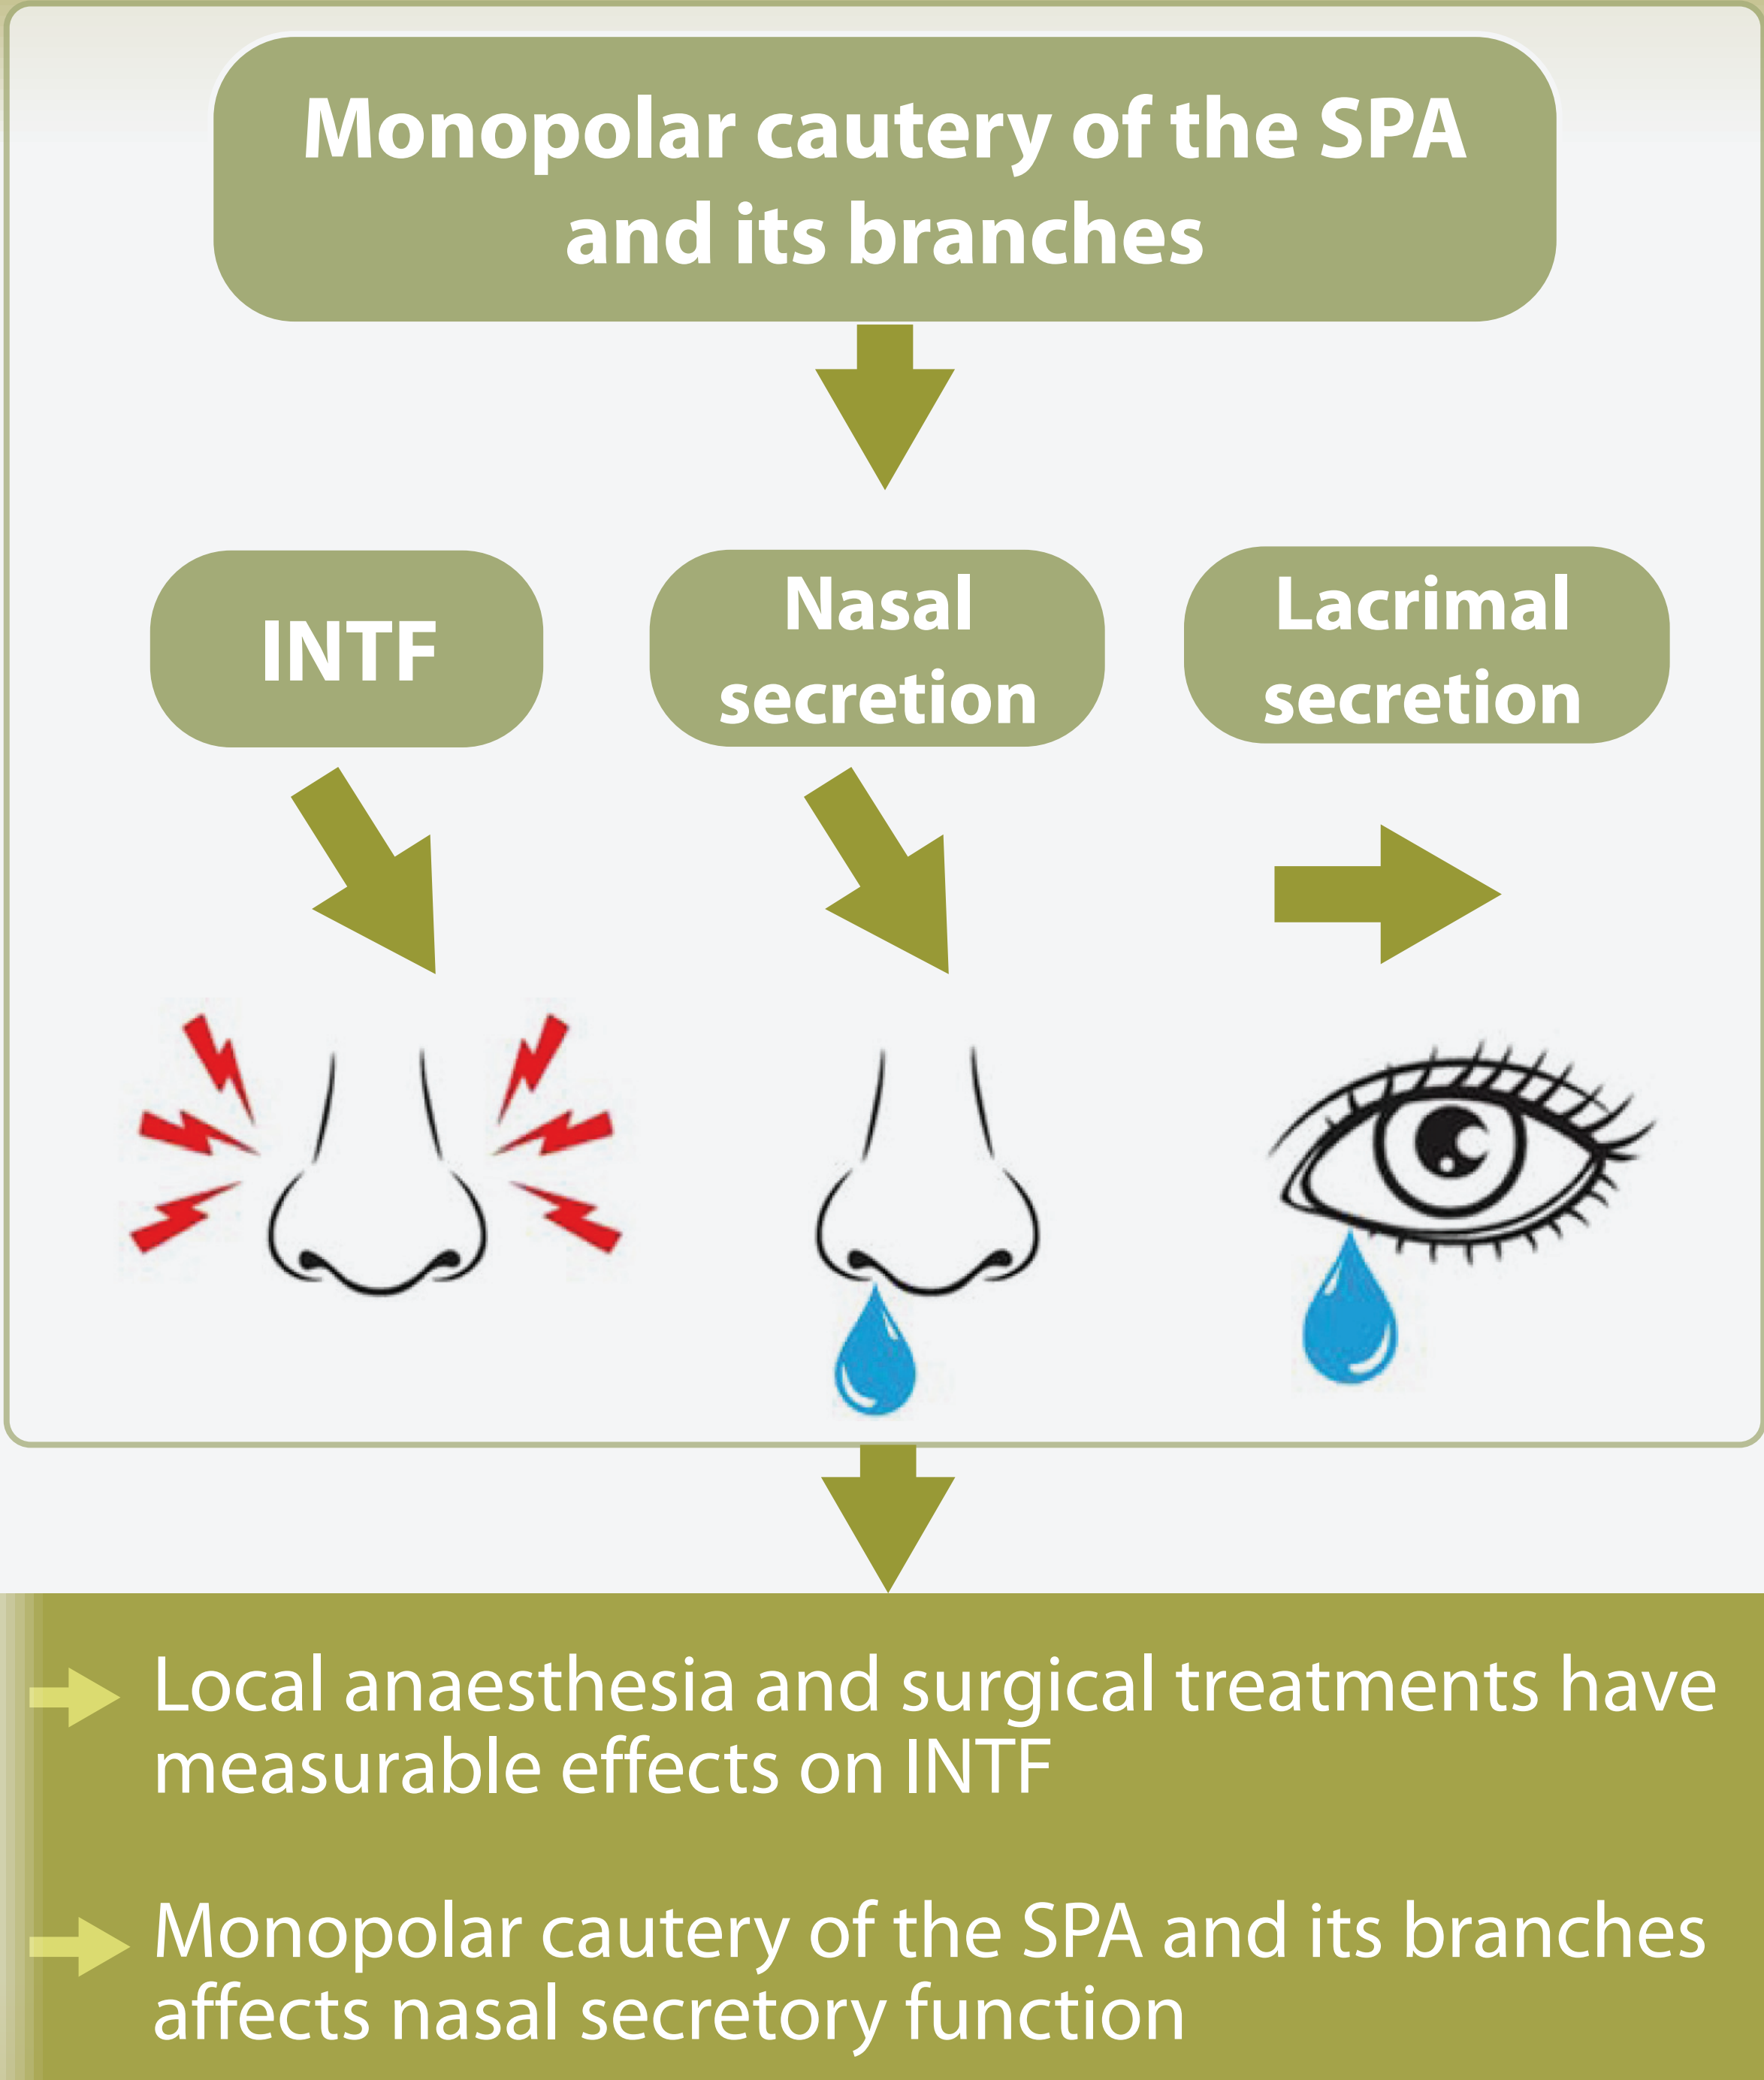 Monopolar cautery of the SPA
and its branches
INTF
Nasal
secretion
Lacrimal
secretion
Local anaesthesia and surgical treatments have
measurable effects on INTF
Monopolar cautery of the SPA and its branches
affects nasal secretory function